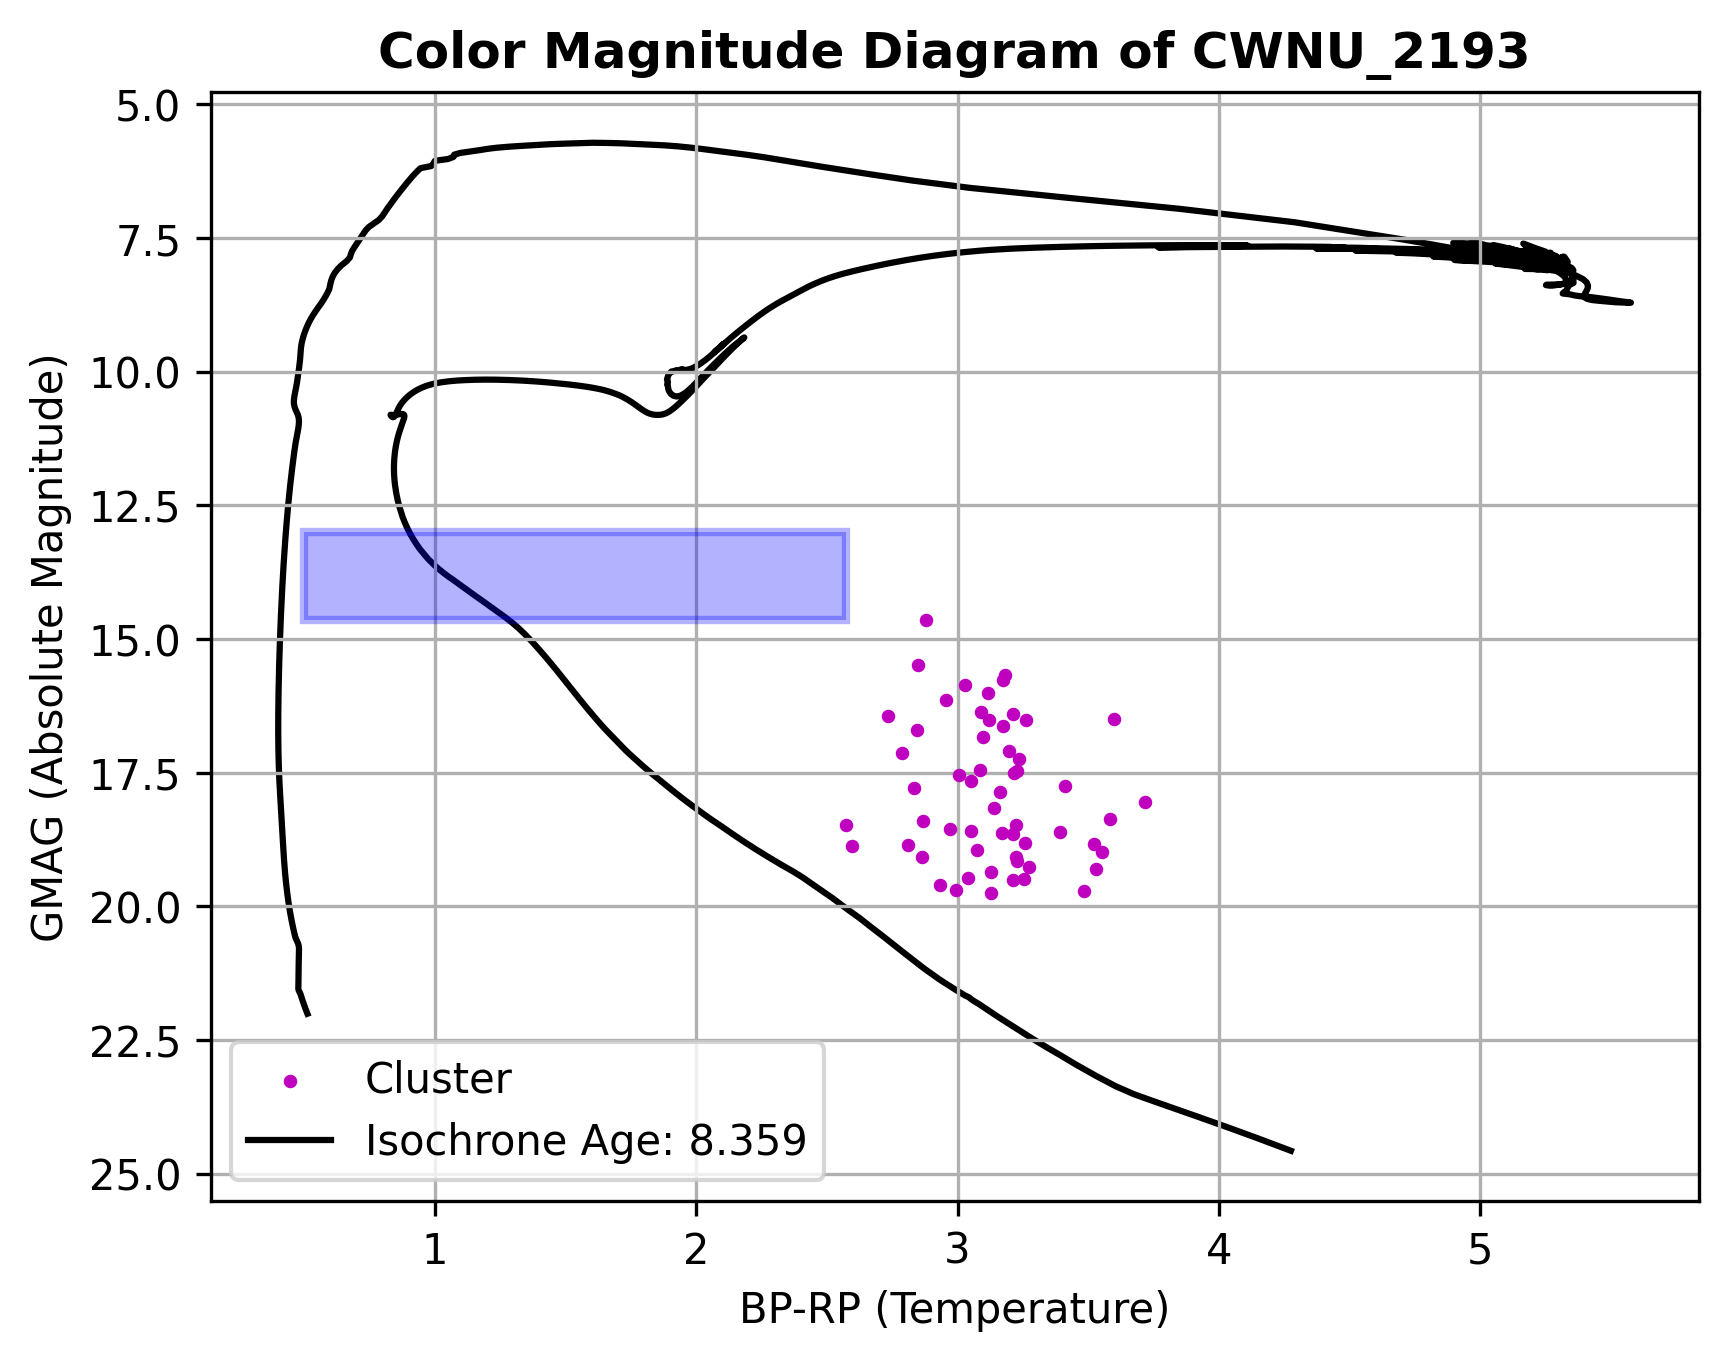 Color Magnitude Diagram of CWNU_2193
GMAG (Absolute Magnitude)
5.0
7.5
10.0
12.5
15.0
17.5
20.0
22.5
25.0
Cluster
Isochrone Age: 8.359
1 2 3 4 5
BP-RP (Temperature)